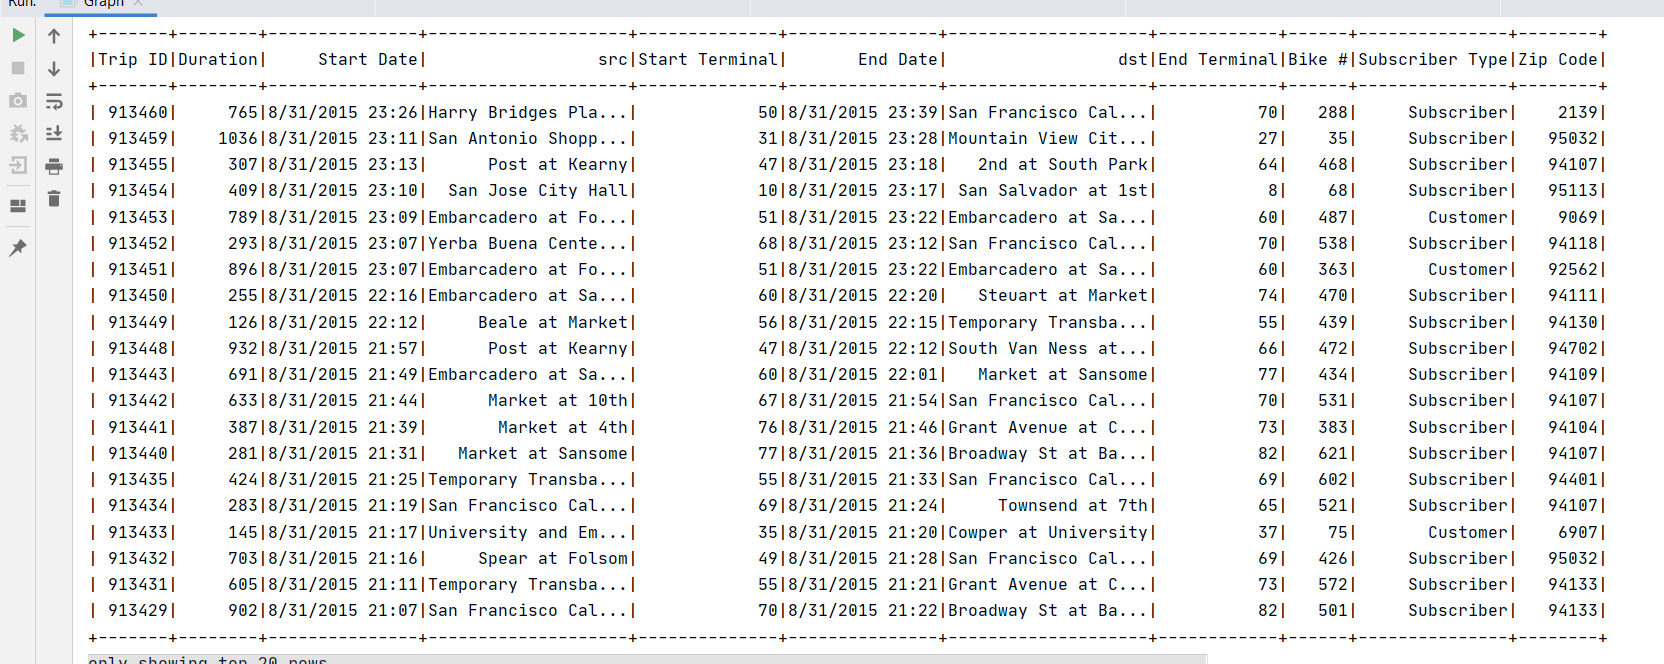 Run: Graph
+-------+--------+---------------+--------------------+--------------+---------------+--------------------+------------+------+---------------+--------+
|Trip ID|Duration|     Start Date|                 src|Start Terminal|       End Date|                 dst|End Terminal|Bike #|Subscriber Type|Zip Code|
+-------+--------+---------------+--------------------+--------------+---------------+--------------------+------------+------+---------------+--------+
| 913460|     765|8/31/2015 23:26|Harry Bridges Pla...|            50|8/31/2015 23:39|San Francisco Cal...|          70|   288|     Subscriber|    2139|
| 913459|    1036|8/31/2015 23:11|San Antonio Shopp...|            31|8/31/2015 23:28|Mountain View Cit...|          27|    35|     Subscriber|   95032|
| 913455|     307|8/31/2015 23:13|      Post at Kearny|            47|8/31/2015 23:18|   2nd at South Park|          64|   468|     Subscriber|   94107|
| 913454|     409|8/31/2015 23:10|  San Jose City Hall|            10|8/31/2015 23:17| San Salvador at 1st|           8|    68|     Subscriber|   95113|
| 913453|     789|8/31/2015 23:09|Embarcadero at Fo...|            51|8/31/2015 23:22|Embarcadero at Sa...|          60|   487|       Customer|    9069|
| 913452|     293|8/31/2015 23:07|Yerba Buena Cente...|            68|8/31/2015 23:12|San Francisco Cal...|          70|   538|     Subscriber|   94118|
| 913451|     896|8/31/2015 23:07|Embarcadero at Fo...|            51|8/31/2015 23:22|Embarcadero at Sa...|          60|   363|       Customer|   92562|
| 913450|     255|8/31/2015 22:16|Embarcadero at Sa...|            60|8/31/2015 22:20|   Steuart at Market|          74|   470|     Subscriber|   94111|
| 913449|     126|8/31/2015 22:12|     Beale at Market|            56|8/31/2015 22:15|Temporary Transba...|          55|   439|     Subscriber|   94130|
| 913448|     932|8/31/2015 21:57|      Post at Kearny|            47|8/31/2015 22:12|South Van Ness at...|          66|   472|     Subscriber|   94702|
| 913443|     691|8/31/2015 21:49|Embarcadero at Sa...|            60|8/31/2015 22:01|   Market at Sansome|          77|   434|     Subscriber|   94109|
| 913442|     633|8/31/2015 21:44|      Market at 10th|            67|8/31/2015 21:54|San Francisco Cal...|          70|   531|     Subscriber|   94107|
| 913441|     387|8/31/2015 21:39|       Market at 4th|            76|8/31/2015 21:46|Grant Avenue at C...|          73|   383|     Subscriber|   94104|
| 913440|     281|8/31/2015 21:31|   Market at Sansome|            77|8/31/2015 21:36|Broadway St at Ba...|          82|   621|     Subscriber|   94107|
| 913435|     424|8/31/2015 21:25|Temporary Transba...|            55|8/31/2015 21:33|San Francisco Cal...|          69|   602|     Subscriber|   94401|
| 913434|     283|8/31/2015 21:19|San Francisco Cal...|            69|8/31/2015 21:24|     Townsend at 7th|          65|   521|     Subscriber|   94107|
| 913433|     145|8/31/2015 21:17|University and Em...|            35|8/31/2015 21:20|Cowper at University|          37|    75|       Customer|    6907|
| 913432|     703|8/31/2015 21:16|     Spear at Folsom|            49|8/31/2015 21:28|San Francisco Cal...|          69|   426|     Subscriber|   95032|
| 913431|     605|8/31/2015 21:11|Temporary Transba...|            55|8/31/2015 21:21|Grant Avenue at C...|          73|   572|     Subscriber|   94133|
| 913429|     902|8/31/2015 21:07|San Francisco Cal...|            70|8/31/2015 21:22|Broadway St at Ba...|          82|   501|     Subscriber|   94133|
+-------+--------+---------------+--------------------+--------------+---------------+--------------------+------------+------+---------------+--------+
only showing top 20 rows